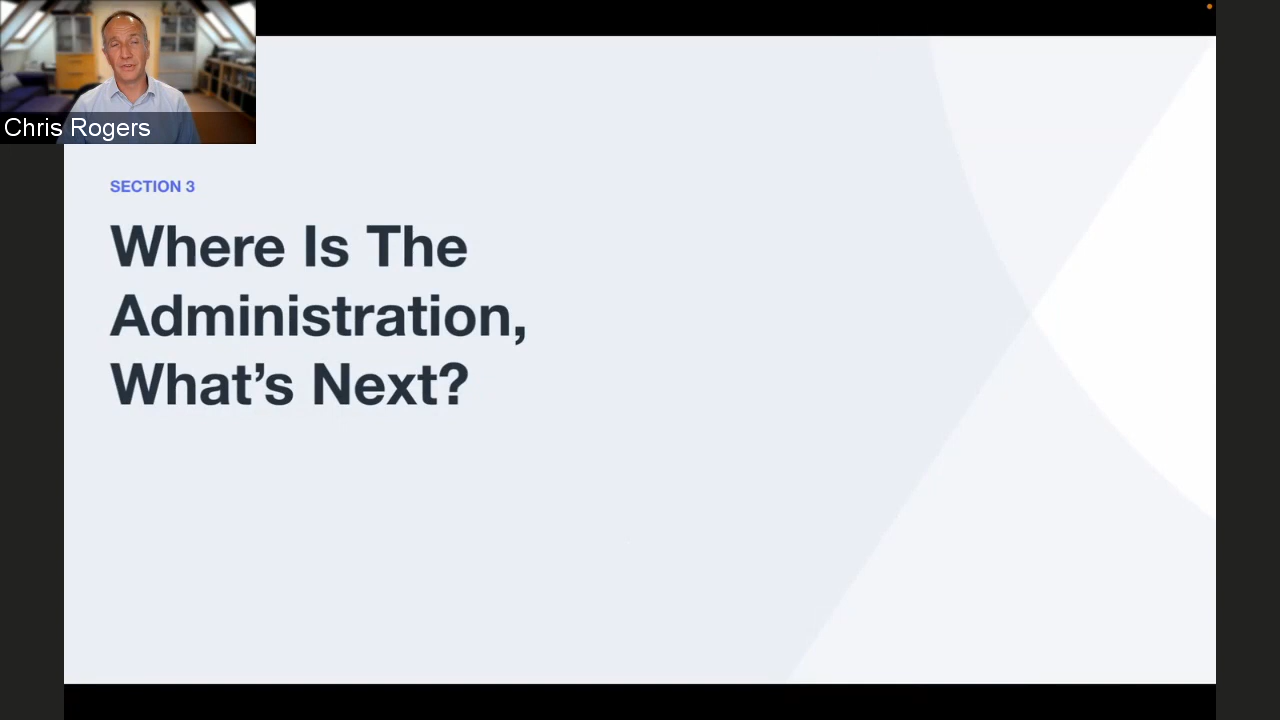 Chris Rogers
SECTION 3
Where Is The
Administration,
What’s Next?